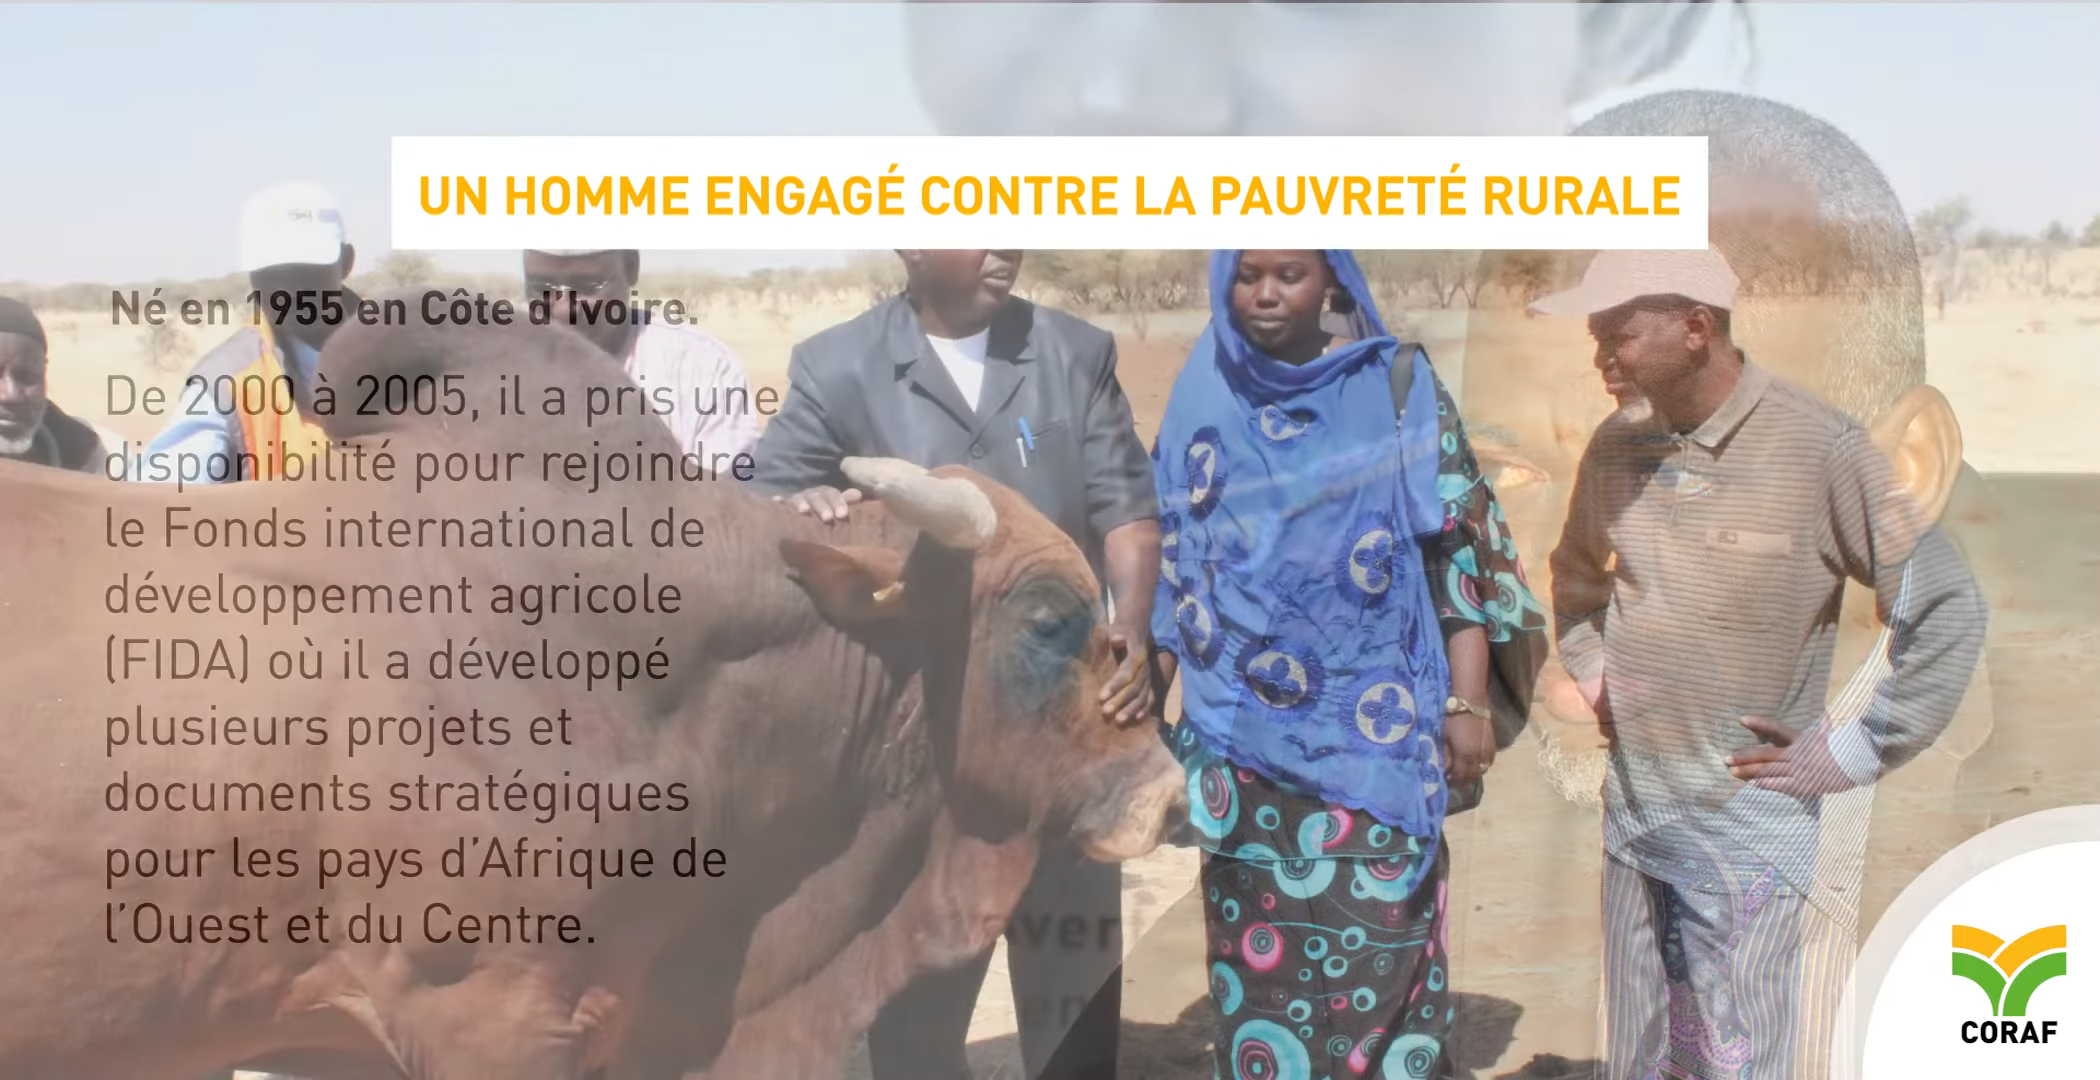 UN HOMME ENGAGÉ CONTRE LA PAUVRETÉ RURALE
Né en 1955 en Côte d'Ivoire.
De 2000 à 2005, il a pris une
disponibilité pour rejoindre
le Fonds international de
développement agricole
(FIDA) où il a développé
plusieurs projets et
documents stratégiques
pour les pays d'Afrique de
l'Ouest et du Centre.
CORAF